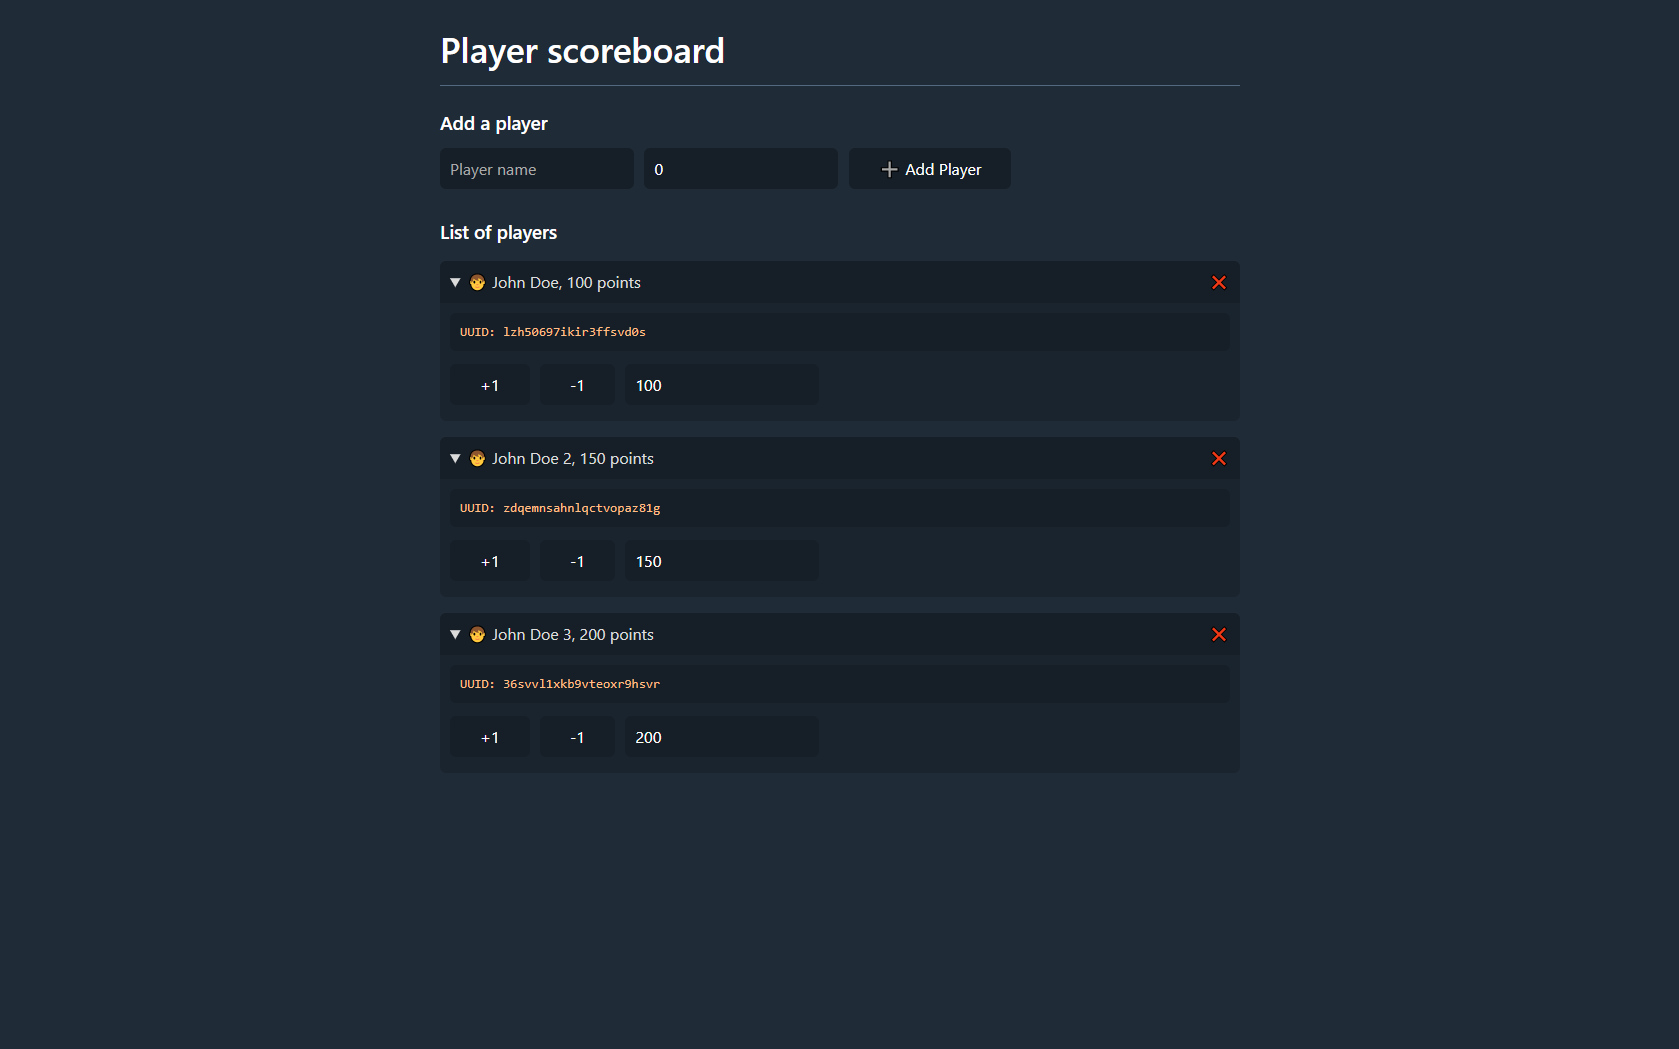 Player scoreboard
Add a player
Player name 0 Add Player
List of players
John Doe, 100 points
UUID: lzh50697ikir3ffsvd0s
+1 -1 100
John Doe 2, 150 points
UUID: zdqemnsahnlqctvopaz81g
+1 -1 150
John Doe 3, 200 points
UUID: 36svvl1xkb9vteoxr9hsvr
+1 -1 200